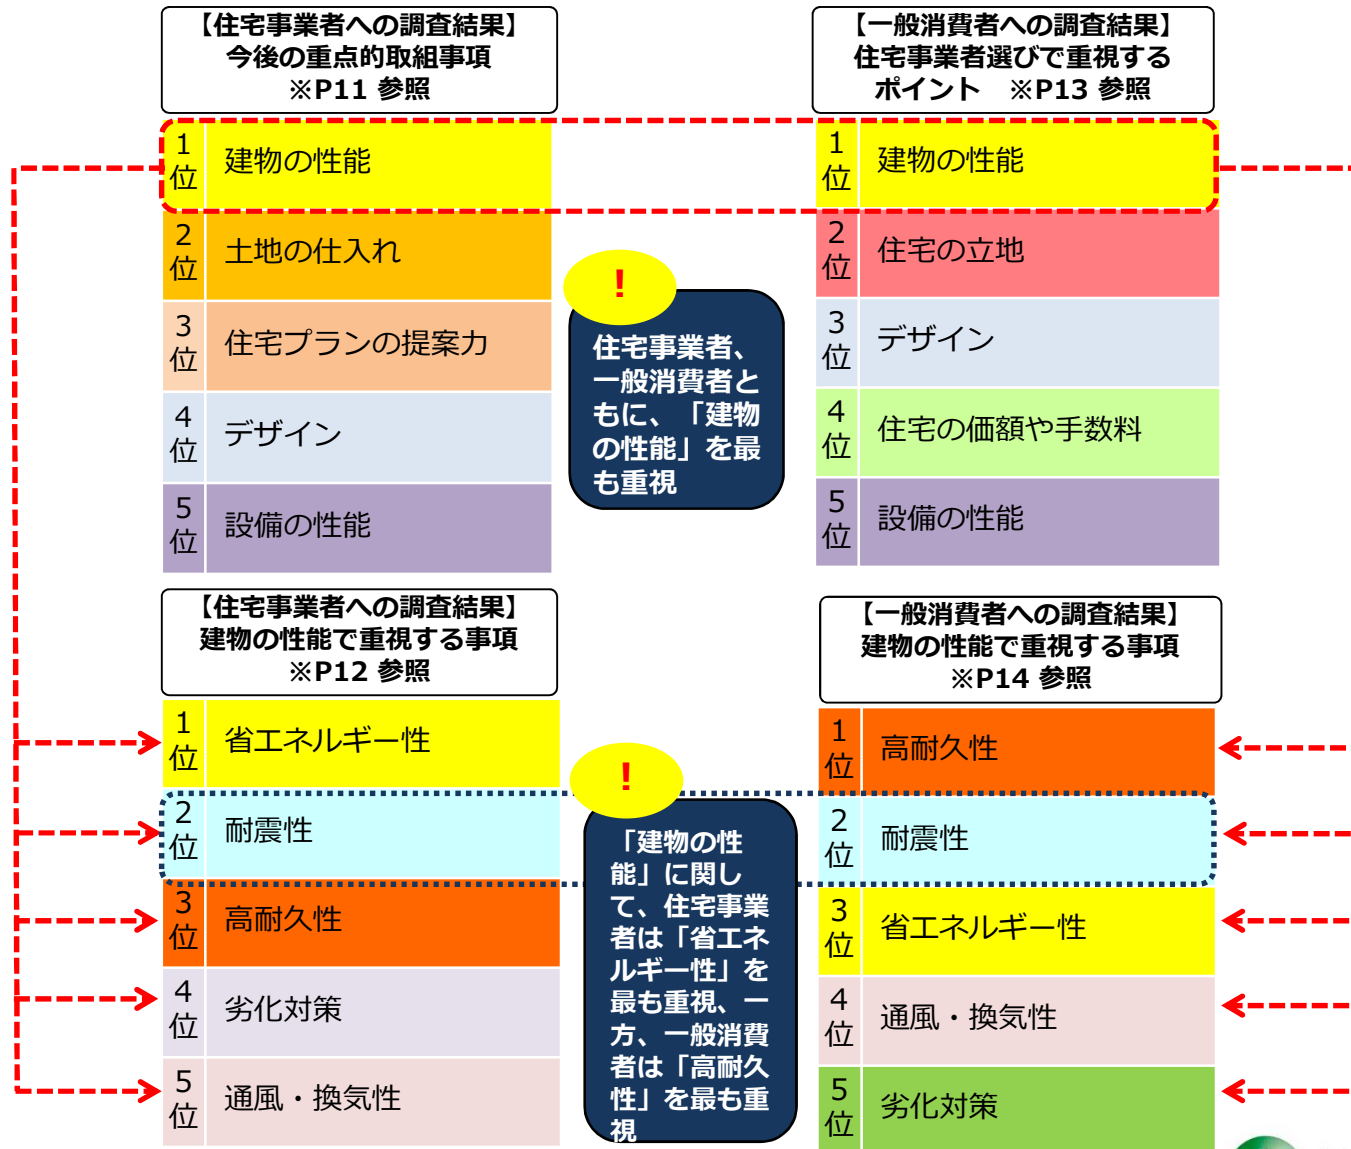 【住宅事業者への調査結果】
今後の重点的取組事項
※P11 参照
1位 建物の性能
2位 土地の仕入れ
3位 住宅プランの提案力
4位 デザイン
5位 設備の性能
【一般消費者への調査結果】
住宅事業者選びで重視する
ポイント　※P13 参照
1位 建物の性能
2位 住宅の立地
3位 デザイン
4位 住宅の価額や手数料
5位 設備の性能
!
住宅事業者、
一般消費者と
もに、「建物
の性能」を最
も重視
【住宅事業者への調査結果】
建物の性能で重視する事項
※P12 参照
1位 省エネルギー性
2位 耐震性
3位 高耐久性
4位 劣化対策
5位 通風・換気性
【一般消費者への調査結果】
建物の性能で重視する事項
※P14 参照
1位 高耐久性
2位 耐震性
3位 省エネルギー性
4位 通風・換気性
5位 劣化対策
!
「建物の性
能」に関し
て、住宅事業
者は「省エネ
ルギー性」を
最も重視、一
方、一般消費
者は「高耐久
性」を最も重
視